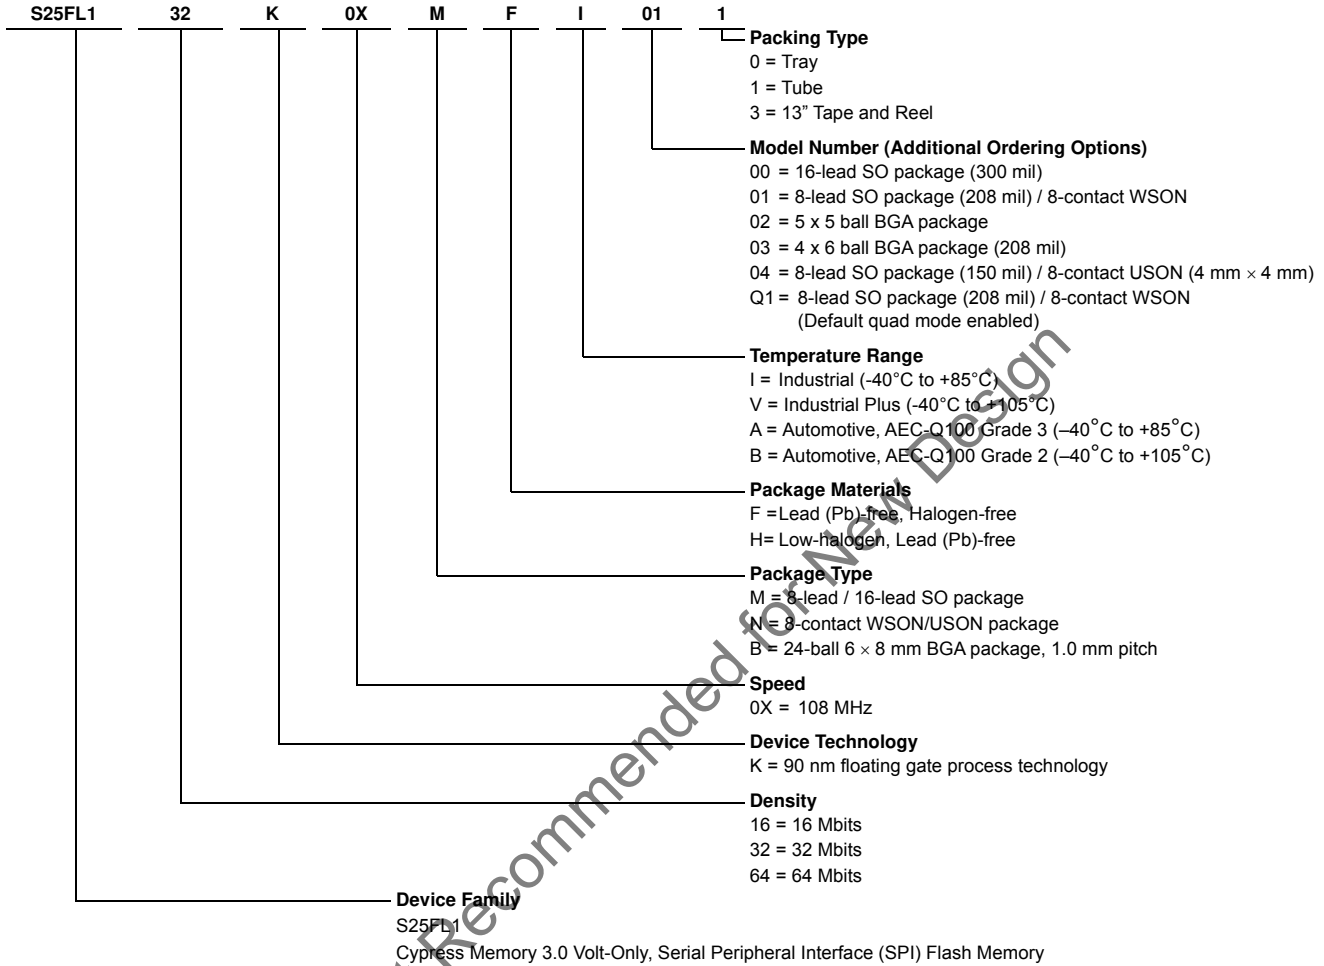 S25FL1 32 K 0X M F I 01 1
Packing Type
0 = Tray
1 = Tube
3 = 13” Tape and Reel
Model Number (Additional Ordering Options)
00 = 16-lead SO package (300 mil)
01 = 8-lead SO package (208 mil) / 8-contact WSON
02 = 5 x 5 ball BGA package
03 = 4 x 6 ball BGA package (208 mil)
04 = 8-lead SO package (150 mil) / 8-contact USON (4 mm × 4 mm)
Q1 = 8-lead SO package (208 mil) / 8-contact WSON
(Default quad mode enabled)
Temperature Range
I = Industrial (-40°C to +85°C)
V = Industrial Plus (-40°C to +105°C)
A = Automotive, AEC-Q100 Grade 3 (–40°C to +85°C)
B = Automotive, AEC-Q100 Grade 2 (–40°C to +105°C)
Package Materials
F =Lead (Pb)-free, Halogen-free
H= Low-halogen, Lead (Pb)-free
Package Type
M = 8-lead / 16-lead SO package
N = 8-contact WSON/USON package
B = 24-ball 6 × 8 mm BGA package, 1.0 mm pitch
Speed
0X = 108 MHz
Device Technology
K = 90 nm floating gate process technology
Density
16 = 16 Mbits
32 = 32 Mbits
64 = 64 Mbits
Device Family
S25FL1
Cypress Memory 3.0 Volt-Only, Serial Peripheral Interface (SPI) Flash Memory
Recommended for New Design